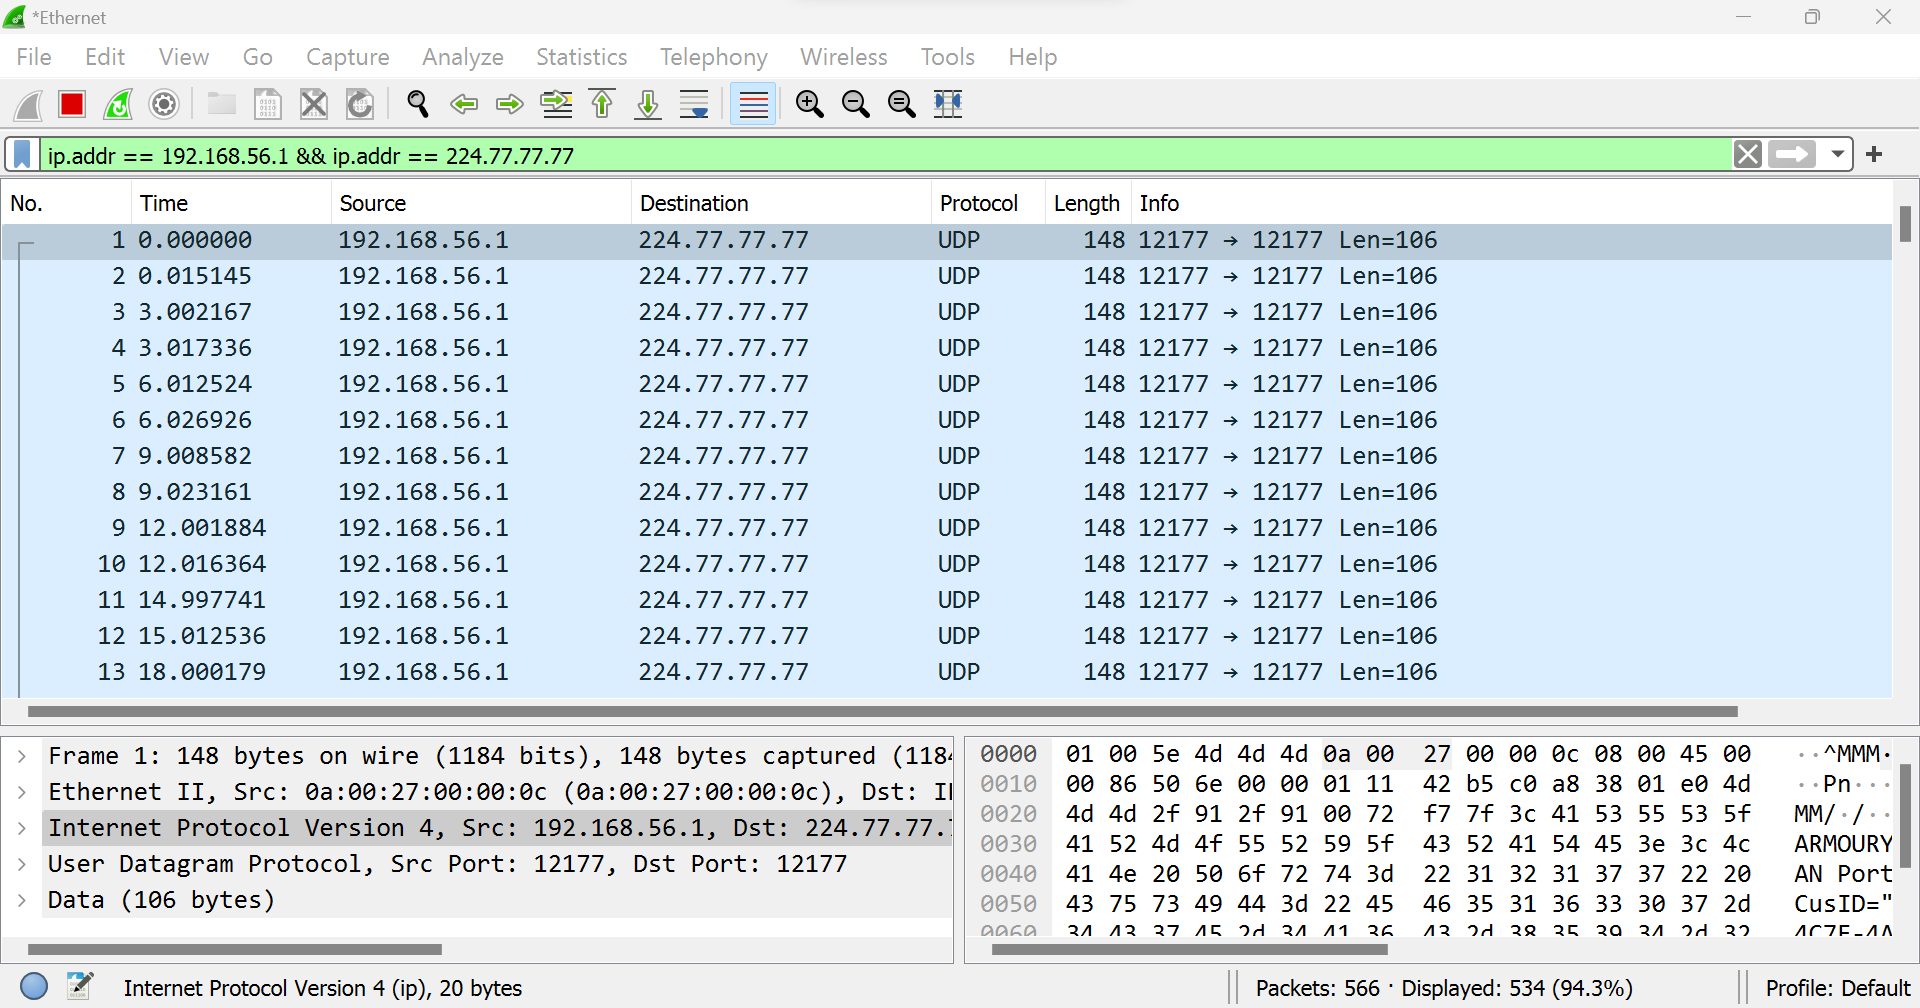 *Ethernet
File Edit View Go Capture Analyze Statistics Telephony Wireless Tools Help
ip.addr == 192.168.56.1 && ip.addr == 224.77.77.77
No. Time Source Destination Protocol Length Info
1 0.000000 192.168.56.1 224.77.77.77 UDP 148 12177 → 12177 Len=106
2 0.015145 192.168.56.1 224.77.77.77 UDP 148 12177 → 12177 Len=106
3 3.002167 192.168.56.1 224.77.77.77 UDP 148 12177 → 12177 Len=106
4 3.017336 192.168.56.1 224.77.77.77 UDP 148 12177 → 12177 Len=106
5 6.012524 192.168.56.1 224.77.77.77 UDP 148 12177 → 12177 Len=106
6 6.026926 192.168.56.1 224.77.77.77 UDP 148 12177 → 12177 Len=106
7 9.008582 192.168.56.1 224.77.77.77 UDP 148 12177 → 12177 Len=106
8 9.023161 192.168.56.1 224.77.77.77 UDP 148 12177 → 12177 Len=106
9 12.001884 192.168.56.1 224.77.77.77 UDP 148 12177 → 12177 Len=106
10 12.016364 192.168.56.1 224.77.77.77 UDP 148 12177 → 12177 Len=106
11 14.997741 192.168.56.1 224.77.77.77 UDP 148 12177 → 12177 Len=106
12 15.012536 192.168.56.1 224.77.77.77 UDP 148 12177 → 12177 Len=106
13 18.000179 192.168.56.1 224.77.77.77 UDP 148 12177 → 12177 Len=106
Frame 1: 148 bytes on wire (1184 bits), 148 bytes captured (1184
Ethernet II, Src: 0a:00:27:00:00:0c (0a:00:27:00:00:0c), Dst: I
Internet Protocol Version 4, Src: 192.168.56.1, Dst: 224.77.77.
User Datagram Protocol, Src Port: 12177, Dst Port: 12177
Data (106 bytes)
0000 01 00 5e 4d 4d 4d 0a 00 27 00 00 0c 08 00 45 00 ··^MMM·
0010 00 86 50 6e 00 00 01 11 42 b5 c0 a8 38 01 e0 4d ··Pn···
0020 4d 4d 2f 91 2f 91 00 72 f7 7f 3c 41 53 55 53 5f MM/·/··
0030 41 52 4d 4f 55 52 59 5f 43 52 41 54 45 3e 3c 4c ARMOURY
0040 41 4e 20 50 6f 72 74 3d 22 31 32 31 37 37 22 20 AN Port
0050 43 75 73 49 44 3d 22 45 46 35 31 36 33 30 37 2d CusID="
0060 34 43 37 45 2d 34 41 36 43 2d 38 35 39 34 2d 32 4C7E-4A
Internet Protocol Version 4 (ip), 20 bytes
Packets: 566 · Displayed: 534 (94.3%)
Profile: Default